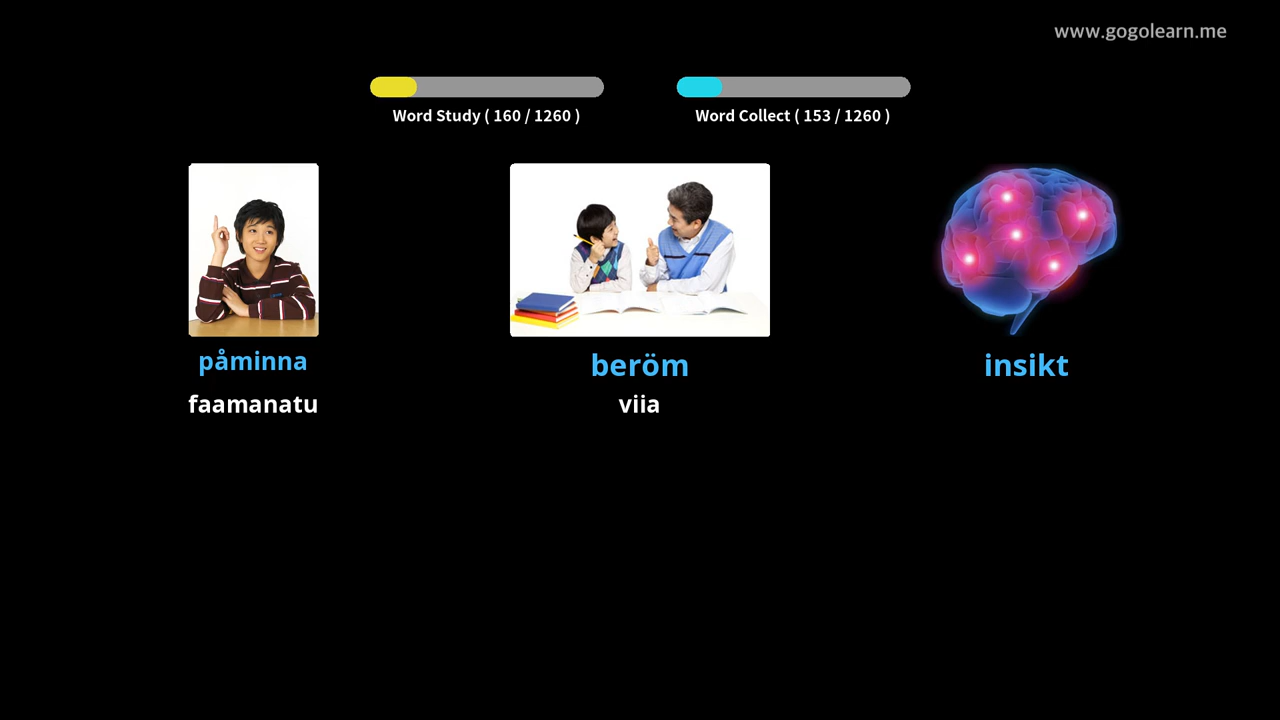 www.gogolearn.me
Word Study ( 160 / 1260 )
Word Collect ( 153 / 1260 )
påminna
beröm
insikt
faamanatu
viia